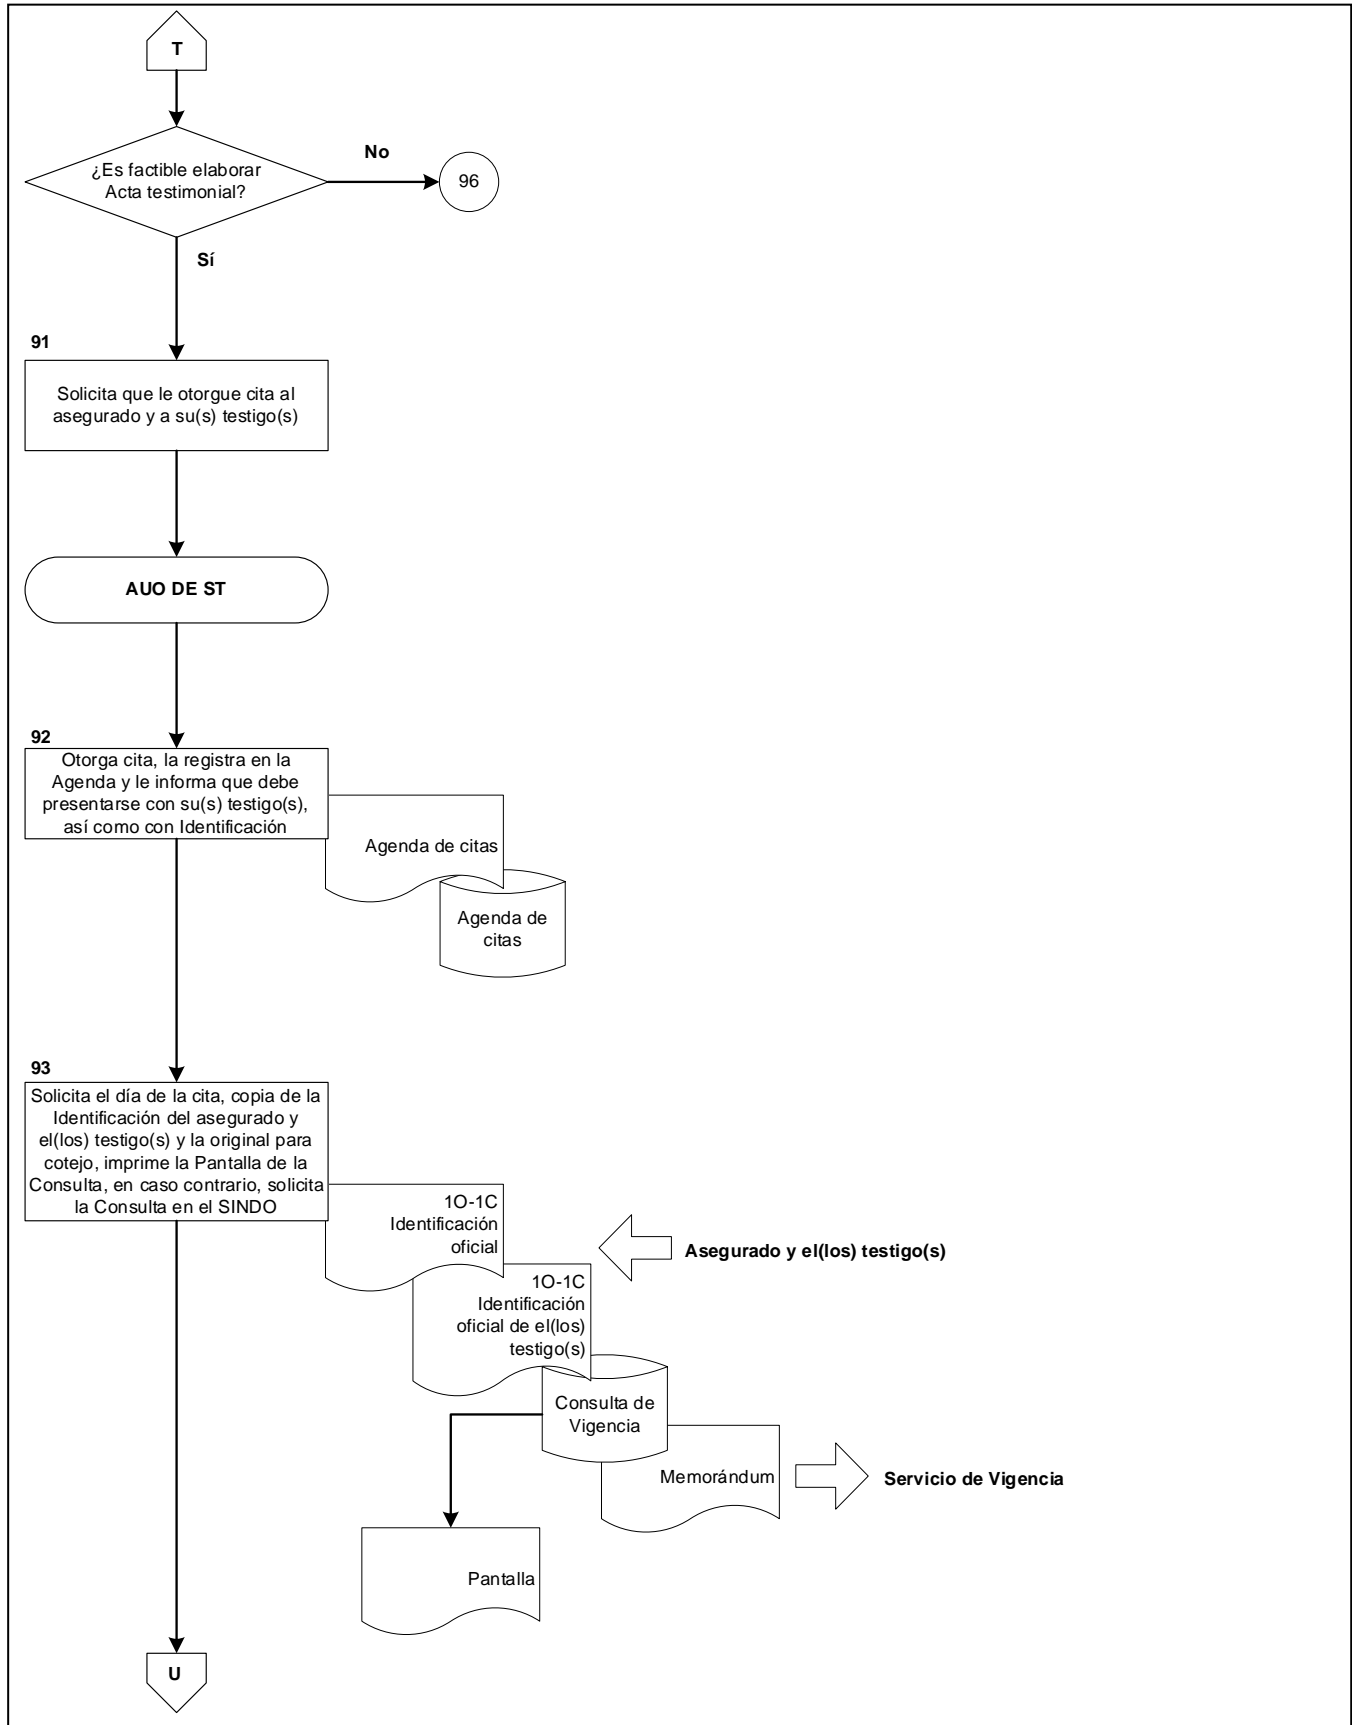 T
¿Es factible elaborar
Acta testimonial?
No
96
Sí
91
Solicita que le otorgue cita al
asegurado y a su(s) testigo(s)
AUO DE ST
92
Otorga cita, la registra en la
Agenda y le informa que debe
presentarse con su(s) testigo(s),
así como con Identificación
Agenda de citas
Agenda de
citas
93
Solicita el día de la cita, copia de la
Identificación del asegurado y
el(los) testigo(s) y la original para
cotejo, imprime la Pantalla de la
Consulta, en caso contrario, solicita
la Consulta en el SINDO
1O-1C
Identificación
oficial
Asegurado y el(los) testigo(s)
1O-1C
Identificación
oficial de el(los)
testigo(s)
Consulta de
Vigencia
Memorándum
Servicio de Vigencia
Pantalla
U